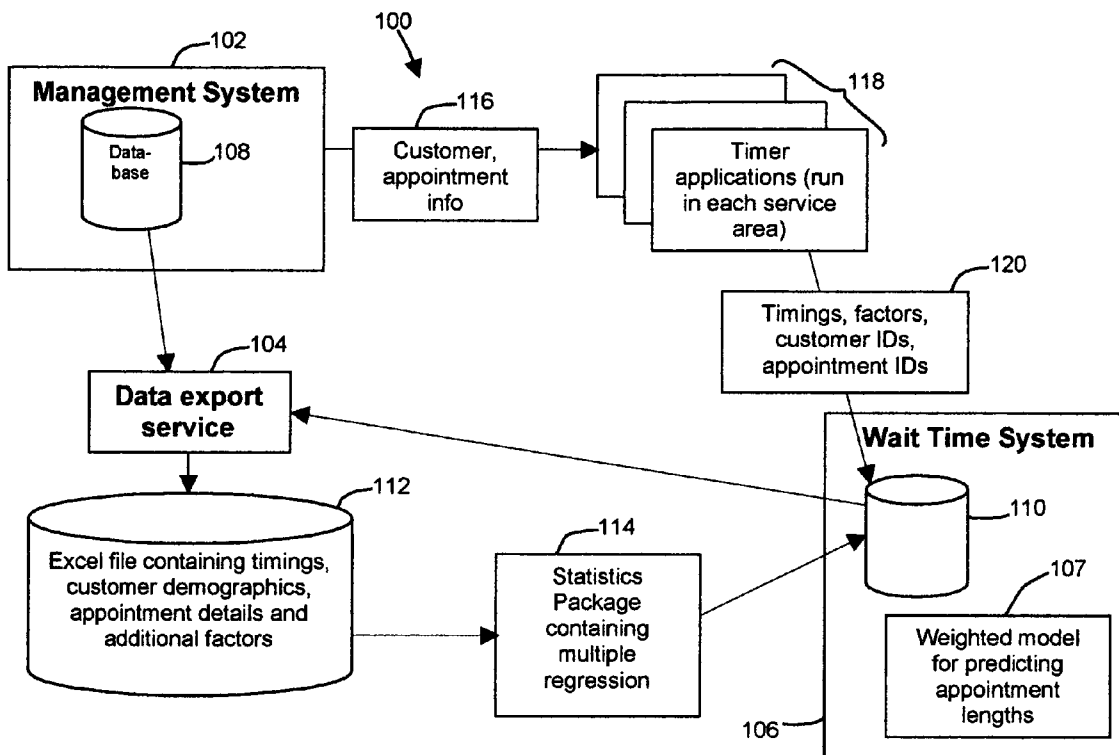 100
102
Management System
Data-
base
108
116
Customer,
appointment
info
118
Timer
applications (run
in each service
area)
120
Timings, factors,
customer IDs,
appointment IDs
104
Data export
service
Wait Time System
110
112
Excel file containing timings,
customer demographics,
appointment details and
additional factors
114
Statistics
Package
containing
multiple
regression
107
Weighted model
for predicting
appointment
lengths
106